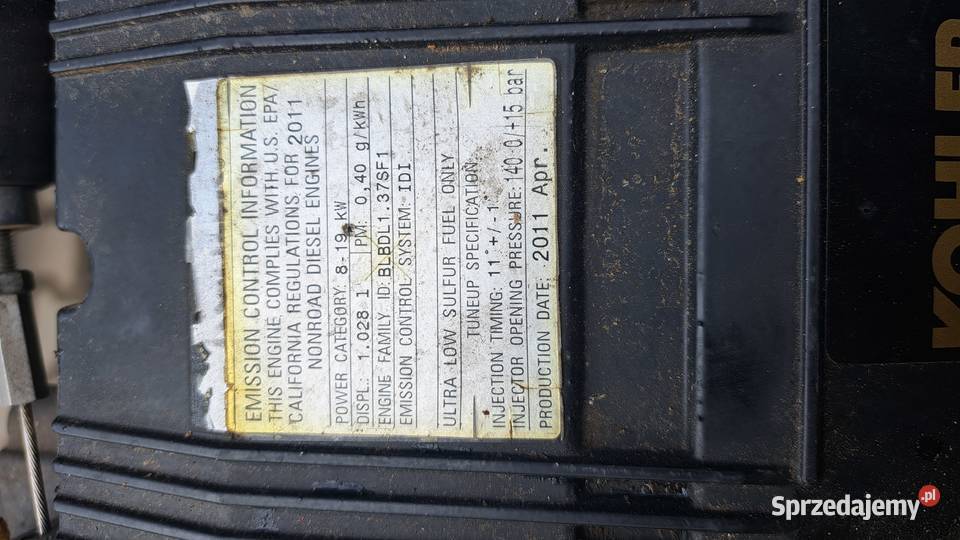 EMISSION CONTROL INFORMATION
THIS ENGINE COMPLIES WITH U.S. EPA/
CALIFORNIA REGULATIONS FOR 2011
NONROAD DIESEL ENGINES
POWER CATEGORY: 8-19 kW
DISPL: 1.028 l PM: 0,40 g/kWh
ENGINE FAMILY ID: BLBDL1.37SF1
EMISSION CONTROL SYSTEM: IDI
ULTRA LOW SULFUR FUEL ONLY
TUNEUP SPECIFICATION
INJECTION TIMING: 11°+/-1°
INJECTOR OPENING PRESSURE: 140 0/+15 bar
PRODUCTION DATE: 2011 Apr.
KOHLER
Sprzedajemy.pl